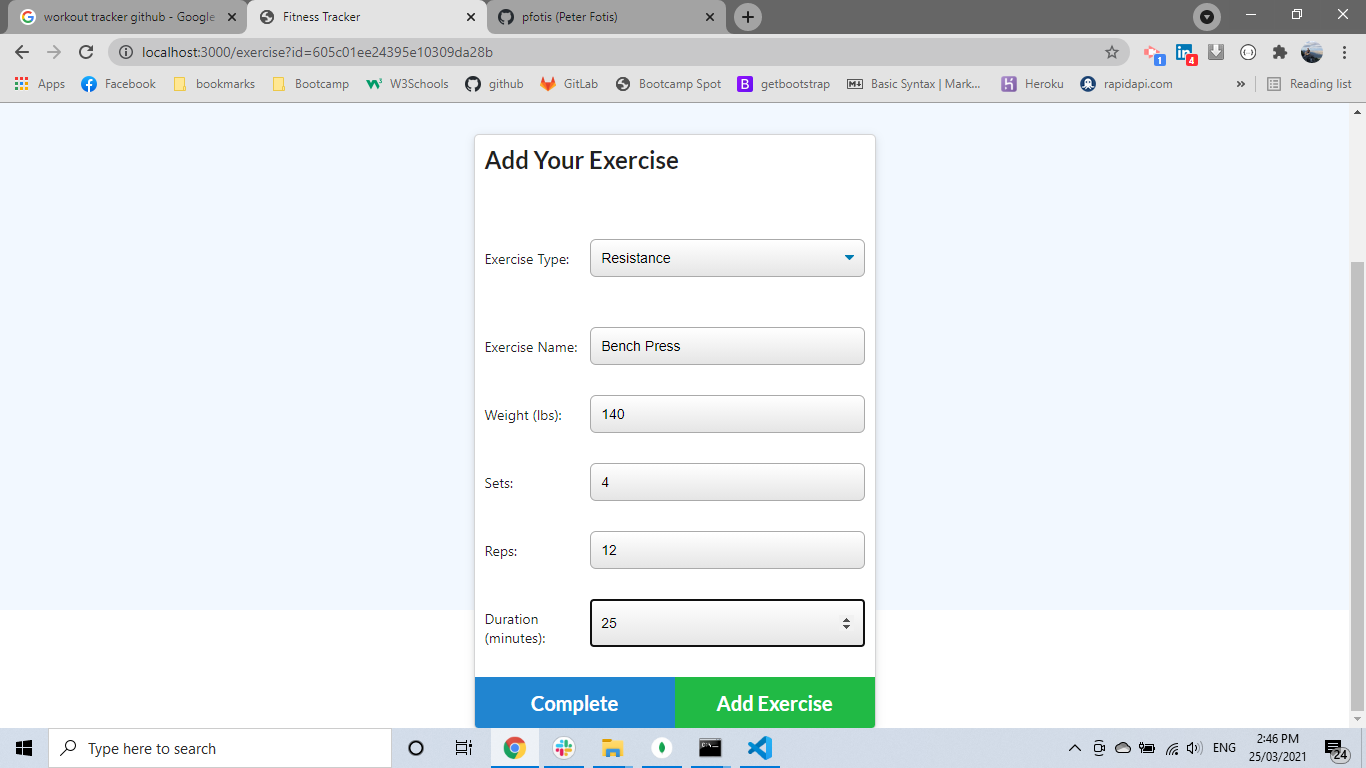 workout tracker github - Google
Fitness Tracker
pfotis (Peter Fotis)
localhost:3000/exercise?id=605c01ee24395e10309da28b
1
4
Apps
Facebook
bookmarks
Bootcamp
W3Schools
github
GitLab
Bootcamp Spot
B
getbootstrap
Basic Syntax | Mark...
Heroku
rapidapi.com
»
Reading list
Add Your Exercise
Exercise Type:
Resistance
Exercise Name:
Bench Press
Weight (lbs):
140
Sets:
4
Reps:
12
Duration
(minutes):
25
Complete
Add Exercise
Type here to search
ENG
2:46 PM
25/03/2021
24